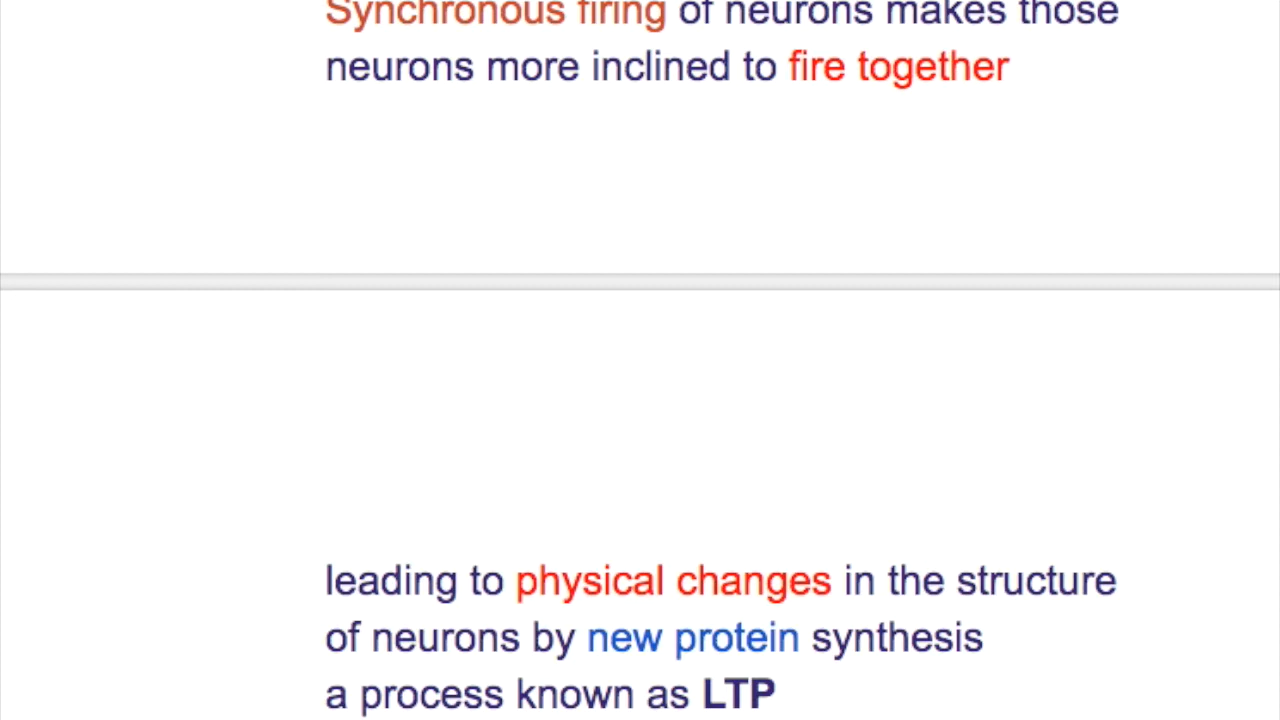 Synchronous firing of neurons makes those
neurons more inclined to fire together
leading to physical changes in the structure
of neurons by new protein synthesis
a process known as LTP